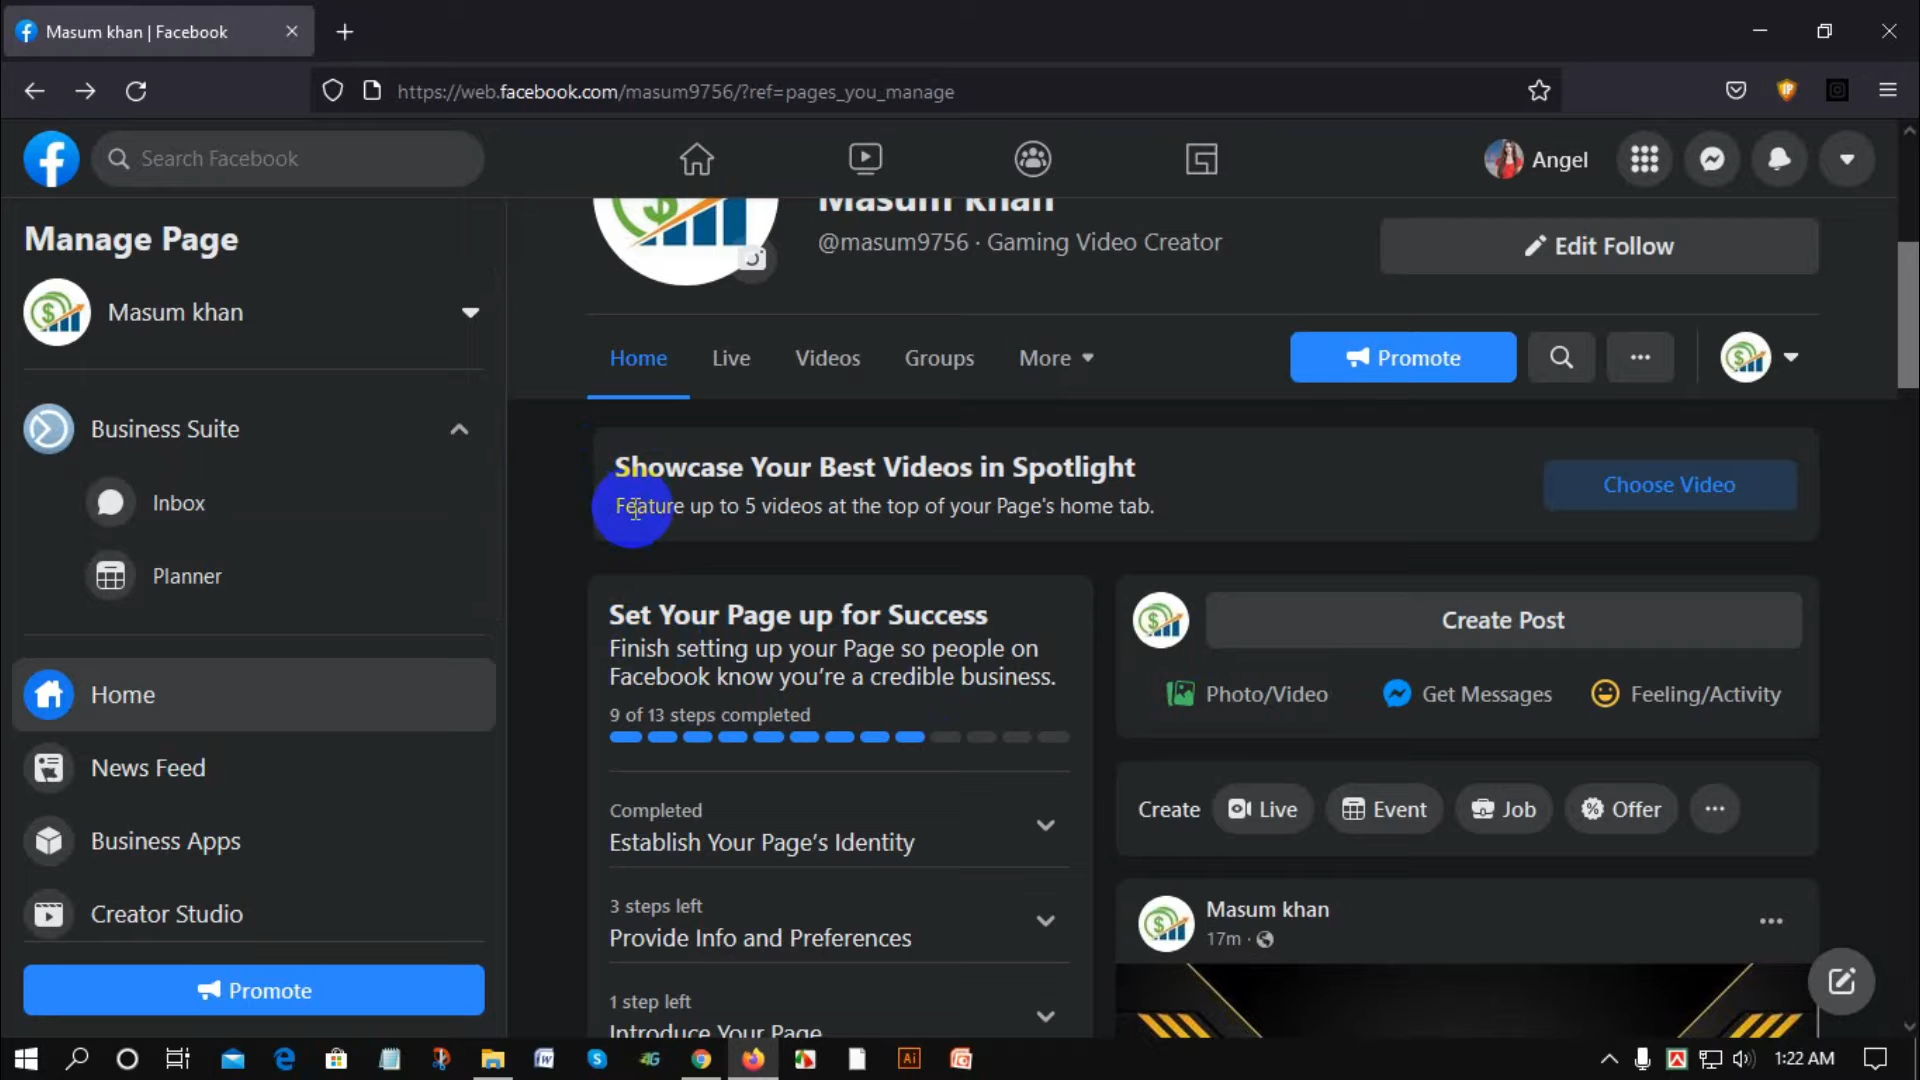 Masum khan | Facebook
https://web.facebook.com/masum9756/?ref=pages_you_manage
Search Facebook
Angel
Manage Page
Masum khan
Business Suite
Inbox
Planner
Home
News Feed
Business Apps
Creator Studio
Promote
Masum khan
@masum9756 · Gaming Video Creator
Edit Follow
Home
Live
Videos
Groups
More
Promote
Showcase Your Best Videos in Spotlight
Feature up to 5 videos at the top of your Page's home tab.
Choose Video
Set Your Page up for Success
Finish setting up your Page so people on
Facebook know you’re a credible business.
9 of 13 steps completed
Completed
Establish Your Page’s Identity
3 steps left
Provide Info and Preferences
1 step left
Introduce Your Page
Create Post
Photo/Video
Get Messages
Feeling/Activity
Create
Live
Event
Job
Offer
Masum khan
17m ·
4G
Ai
1:22 AM